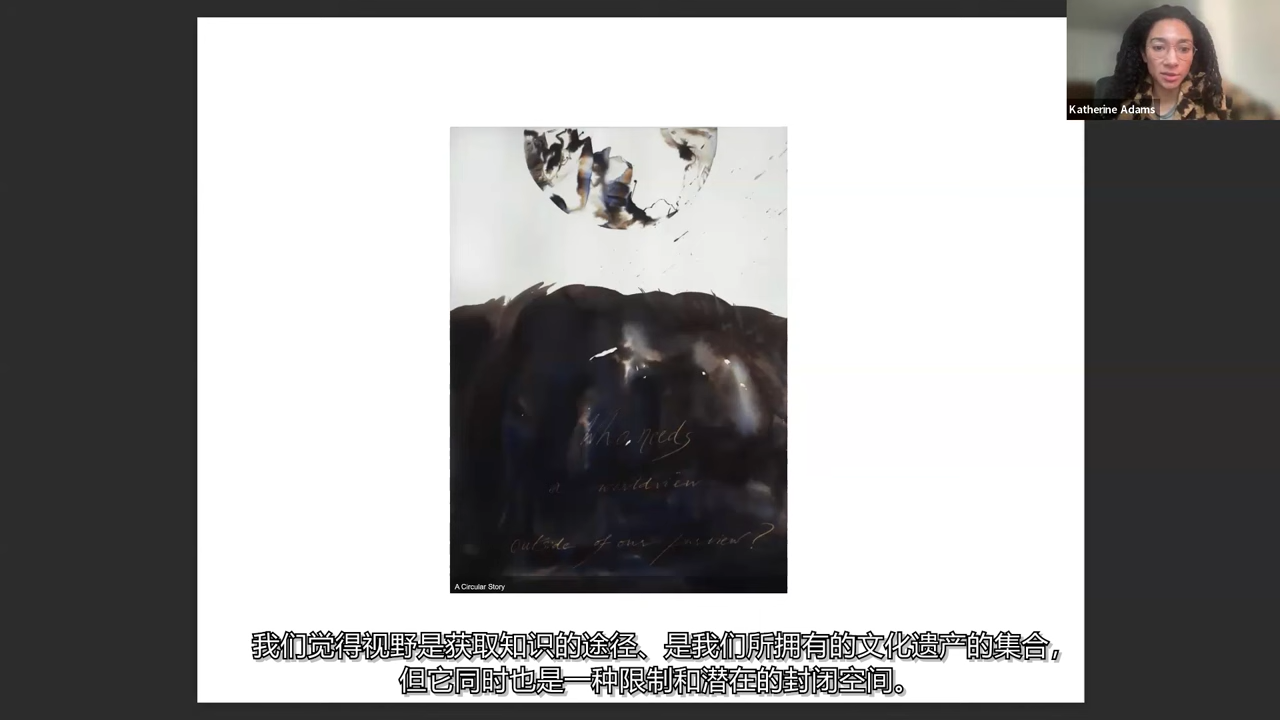 Katherine Adams
Who needs
a worldview
outside of our purview?
A Circular Story
我们觉得视野是获取知识的途径、是我们所拥有的文化遗产的集合，
但它同时也是一种限制和潜在的封闭空间。